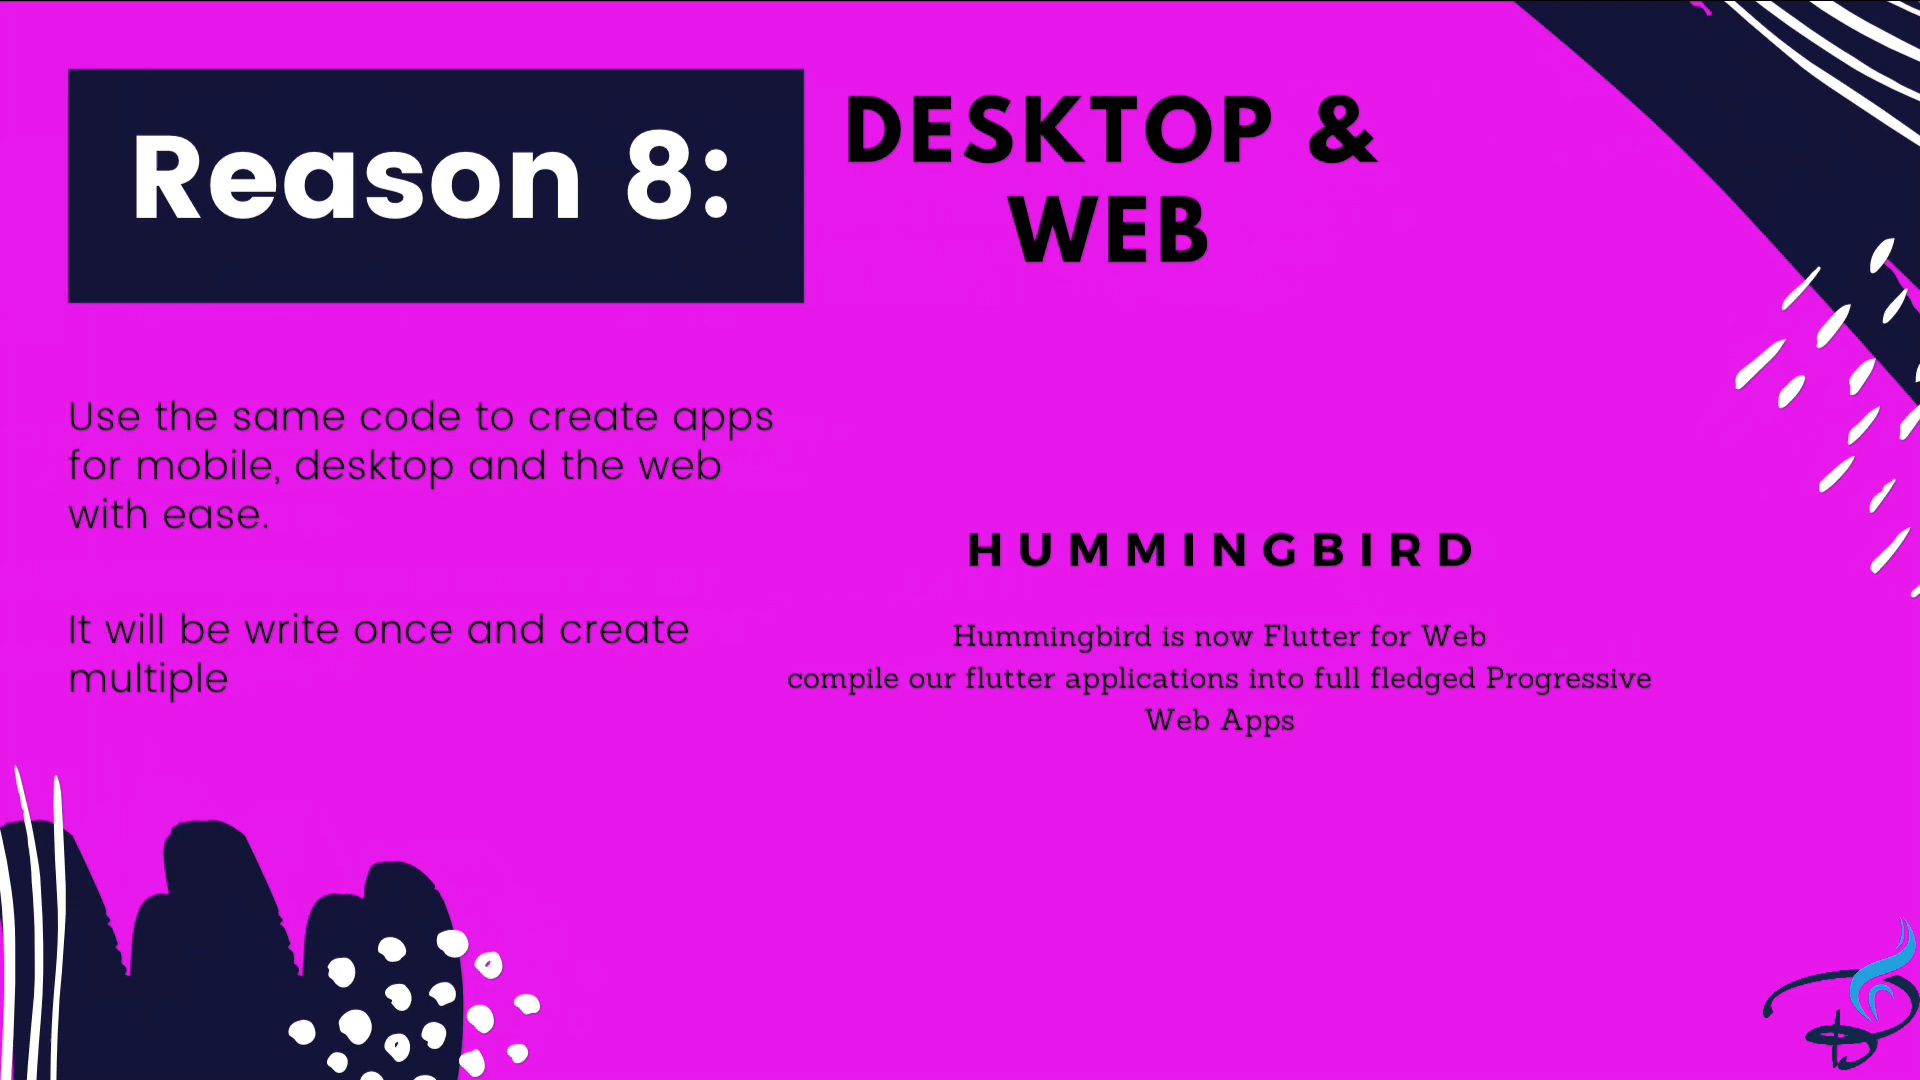 Reason 8:
DESKTOP &
WEB
Use the same code to create apps
for mobile, desktop and the web
with ease.
It will be write once and create
multiple
HUMMINGBIRD
Hummingbird is now Flutter for Web
compile our flutter applications into full fledged Progressive
Web Apps